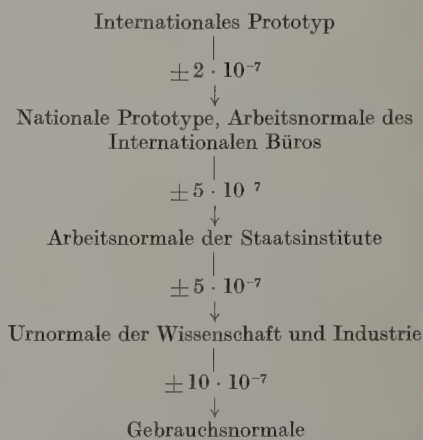 Internationales Prototyp
± 2 · 10⁻⁷
Nationale Prototype, Arbeitsnormale des
Internationalen Büros
± 5 · 10 ⁷
Arbeitsnormale der Staatsinstitute
± 5 · 10⁻⁷
Urnormale der Wissenschaft und Industrie
± 10 · 10⁻⁷
Gebrauchsnormale